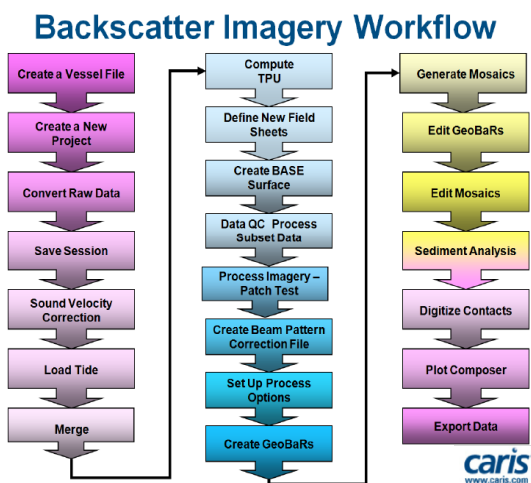 Backscatter Imagery Workflow
Create a Vessel File
Create a New
Project
Convert Raw Data
Save Session
Sound Velocity
Correction
Load Tide
Merge
Compute
TPU
Define New Field
Sheets
Create BASE
Surface
Data QC Process
Subset Data
Process Imagery –
Patch Test
Create Beam Pattern
Correction File
Set Up Process
Options
Create GeoBaRs
Generate Mosaics
Edit GeoBaRs
Edit Mosaics
Sediment Analysis
Digitize Contacts
Plot Composer
Export Data
caris
www.caris.com